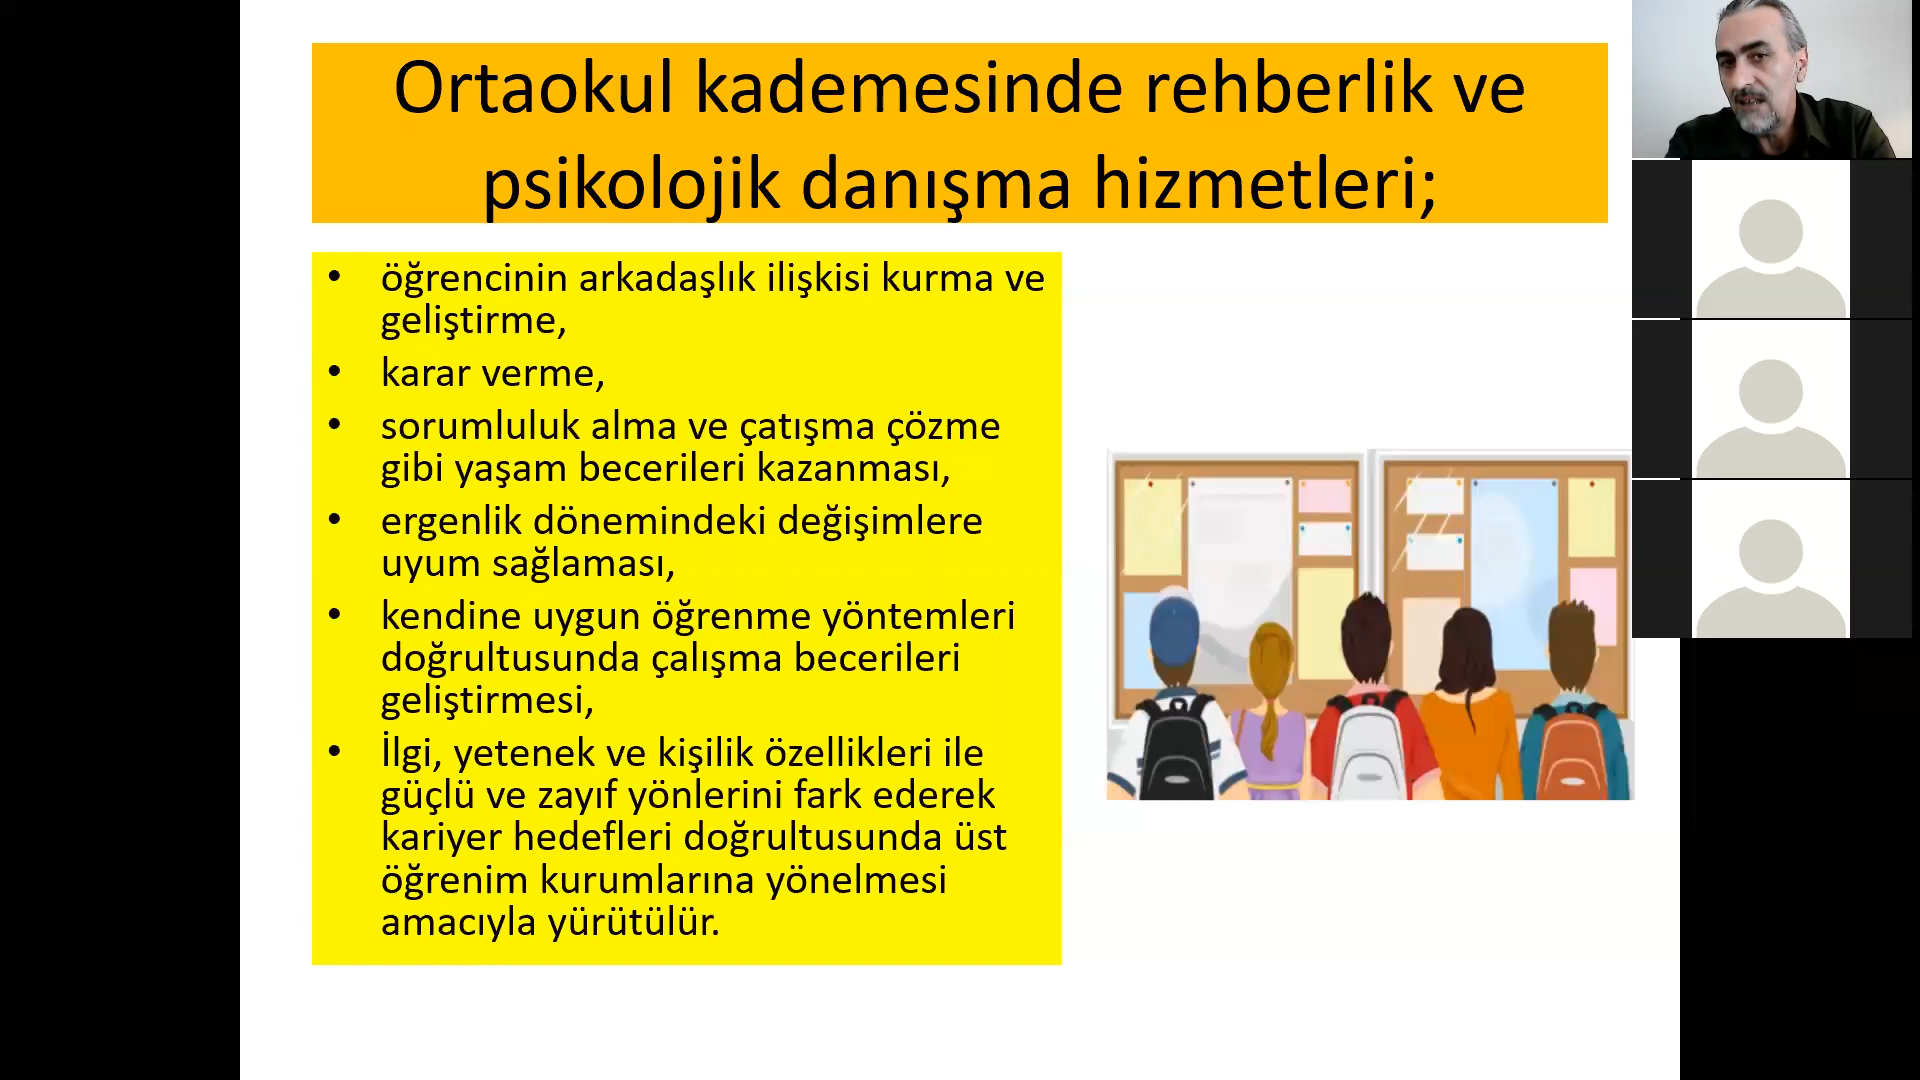 Ortaokul kademesinde rehberlik ve
psikolojik danışma hizmetleri;
• öğrencinin arkadaşlık ilişkisi kurma ve
geliştirme,
• karar verme,
• sorumluluk alma ve çatışma çözme
gibi yaşam becerileri kazanması,
• ergenlik dönemindeki değişimlere
uyum sağlaması,
• kendine uygun öğrenme yöntemleri
doğrultusunda çalışma becerileri
geliştirmesi,
• İlgi, yetenek ve kişilik özellikleri ile
güçlü ve zayıf yönlerini fark ederek
kariyer hedefleri doğrultusunda üst
öğrenim kurumlarına yönelmesi
amacıyla yürütülür.